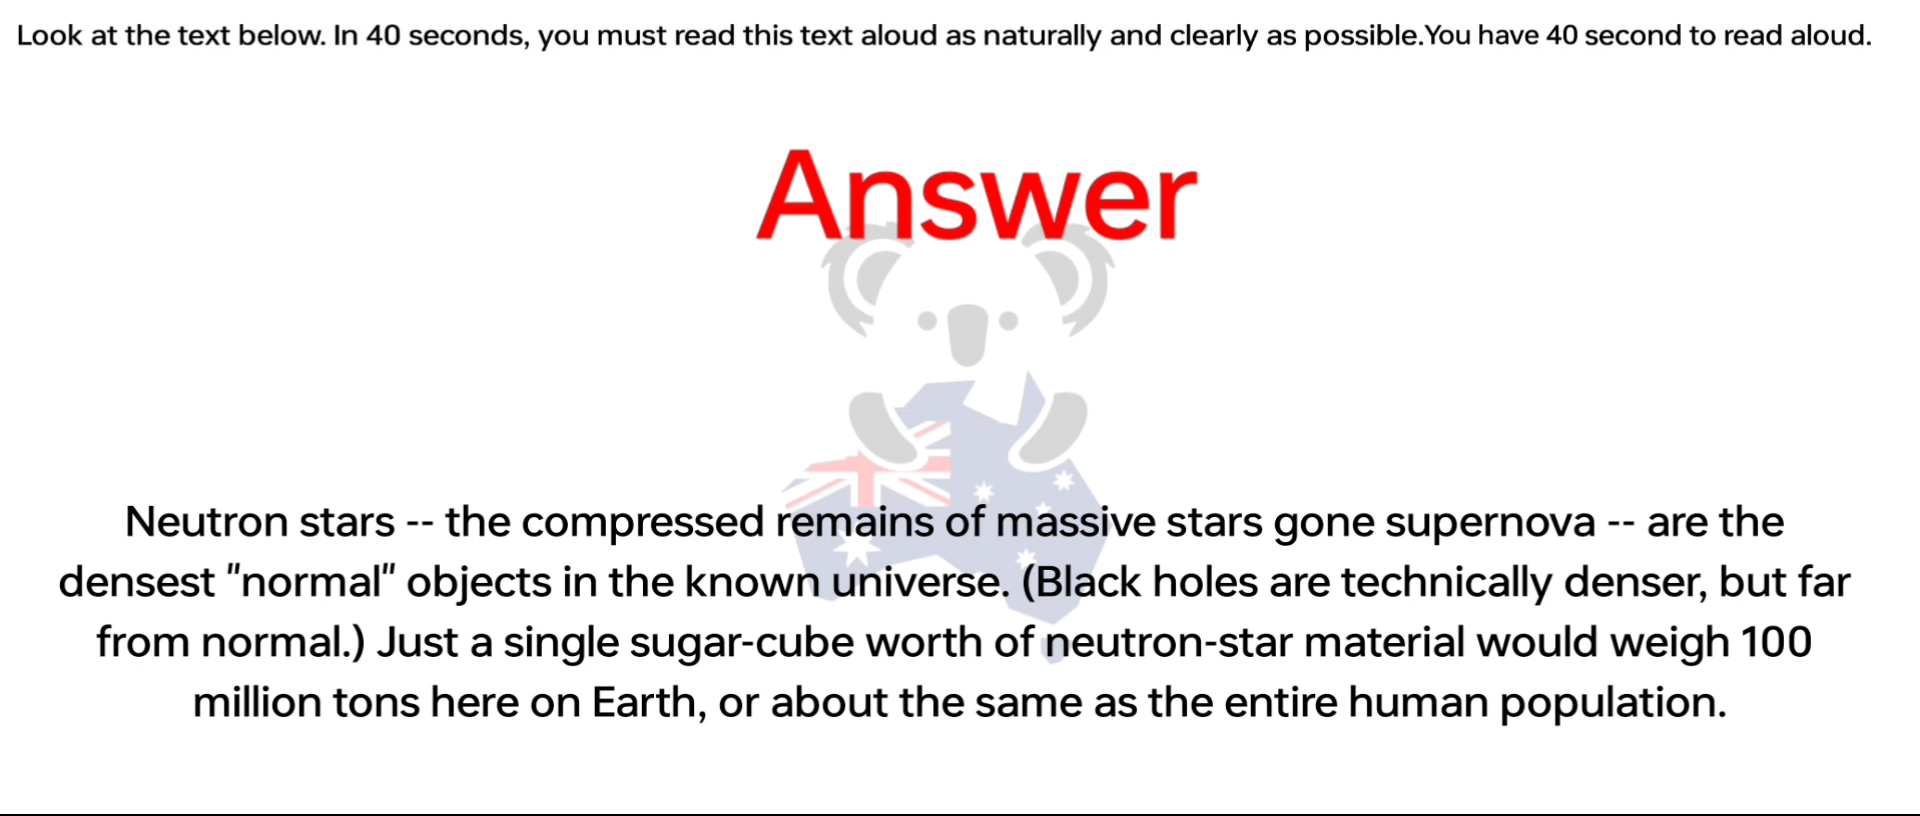 Look at the text below. In 40 seconds, you must read this text aloud as naturally and clearly as possible.You have 40 second to read aloud.
Answer
Neutron stars -- the compressed remains of massive stars gone supernova -- are the
densest "normal" objects in the known universe. (Black holes are technically denser, but far
from normal.) Just a single sugar-cube worth of neutron-star material would weigh 100
million tons here on Earth, or about the same as the entire human population.